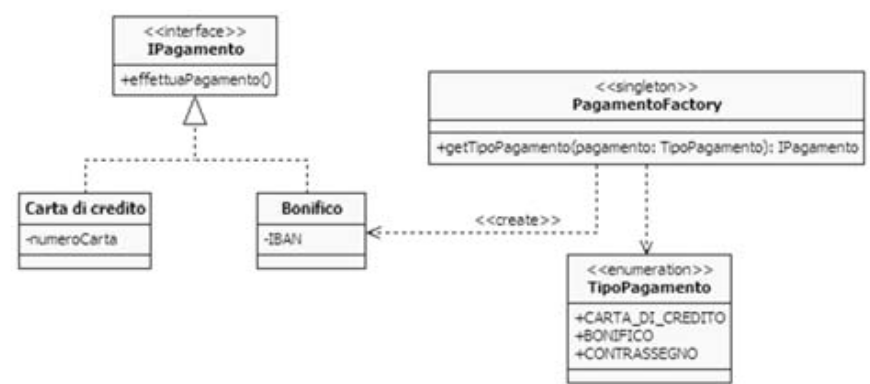 <<interface>>
IPagamento
+effettuaPagamento()
<<singleton>>
PagamentoFactory
+getTipoPagamento(pagamento: TipoPagamento): IPagamento
Carta di credito
-numeroCarta
Bonifico
-IBAN
<<create>>
<<enumeration>>
TipoPagamento
+CARTA_DI_CREDITO
+BONIFICO
+CONTRASSEGNO